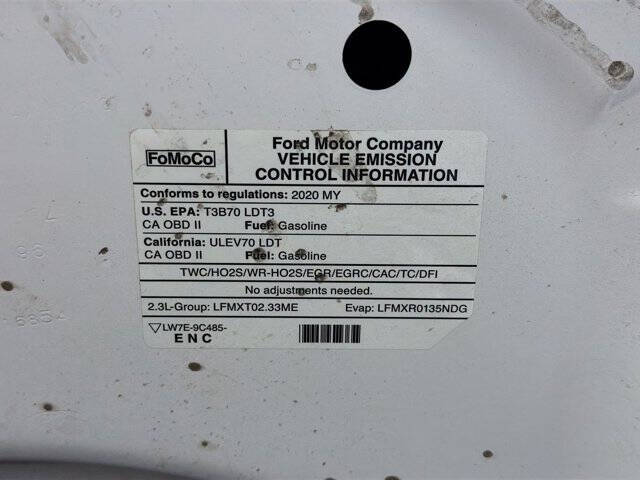 FoMoCo
Ford Motor Company
VEHICLE EMISSION
CONTROL INFORMATION
Conforms to regulations: 2020 MY
U.S. EPA: T3B70 LDT3
CA OBD II Fuel: Gasoline
California: ULEV70 LDT
CA OBD II Fuel: Gasoline
TWC/HO2S/WR-HO2S/EGR/EGRC/CAC/TC/DFI
No adjustments needed.
2.3L-Group: LFMXT02.33ME Evap: LFMXR0135NDG
LW7E-9C485-
ENC